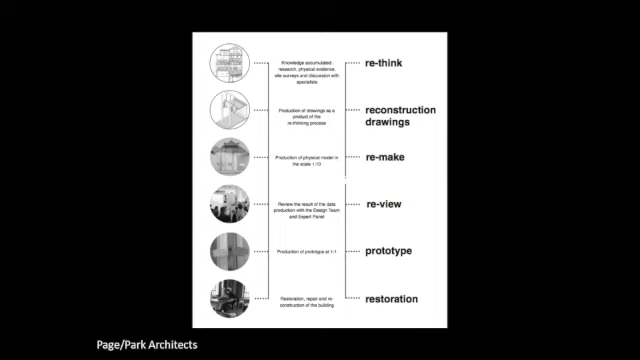 Knowledge accumulated:
research, physical evidence,
site surveys and discussion with
specialists
re-think
Production of drawings as a
product of the
re-thinking process
reconstruction
drawings
Production of physical model in
the scale 1:10
re-make
Review the result of the data
production with the Design Team
and Expert Panel
re-view
Production of prototype at 1:1
prototype
Restoration, repair and re-
construction of the building
restoration
Page/Park Architects